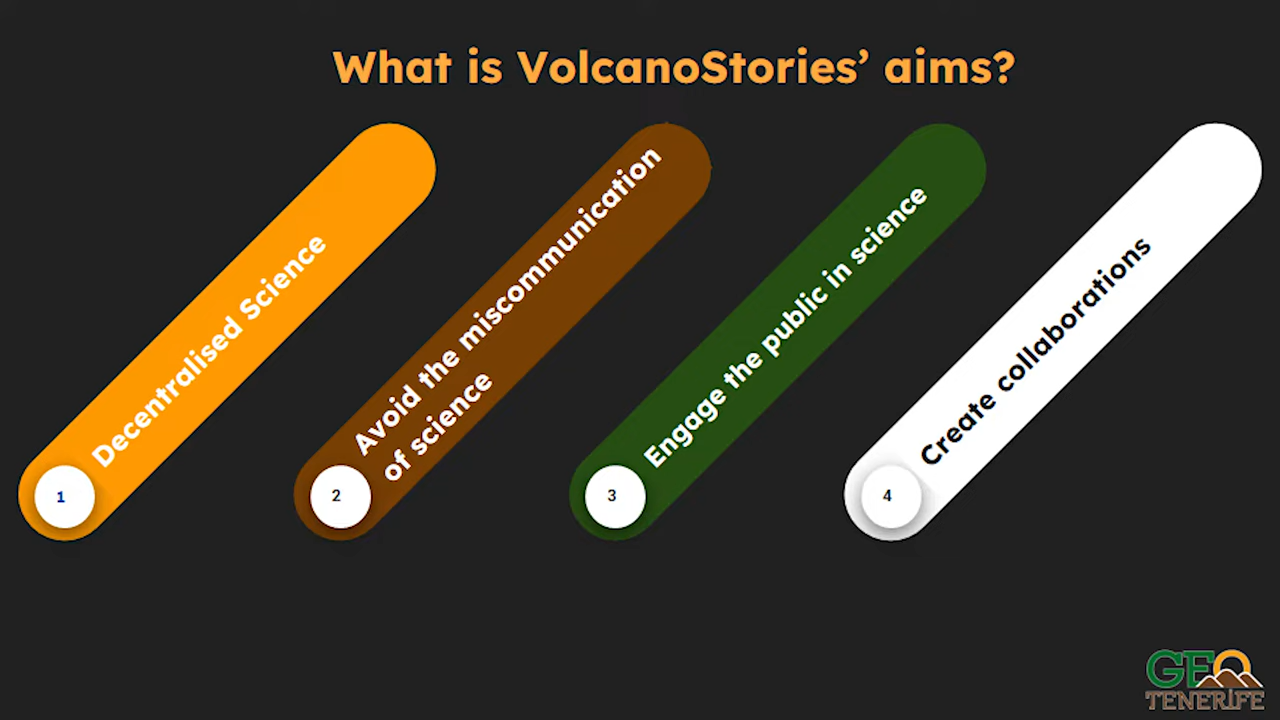 What is VolcanoStories’ aims?
1
Decentralised Science
2
Avoid the miscommunication
of science
3
Engage the public in science
4
Create collaborations
GEO
TENERIFE